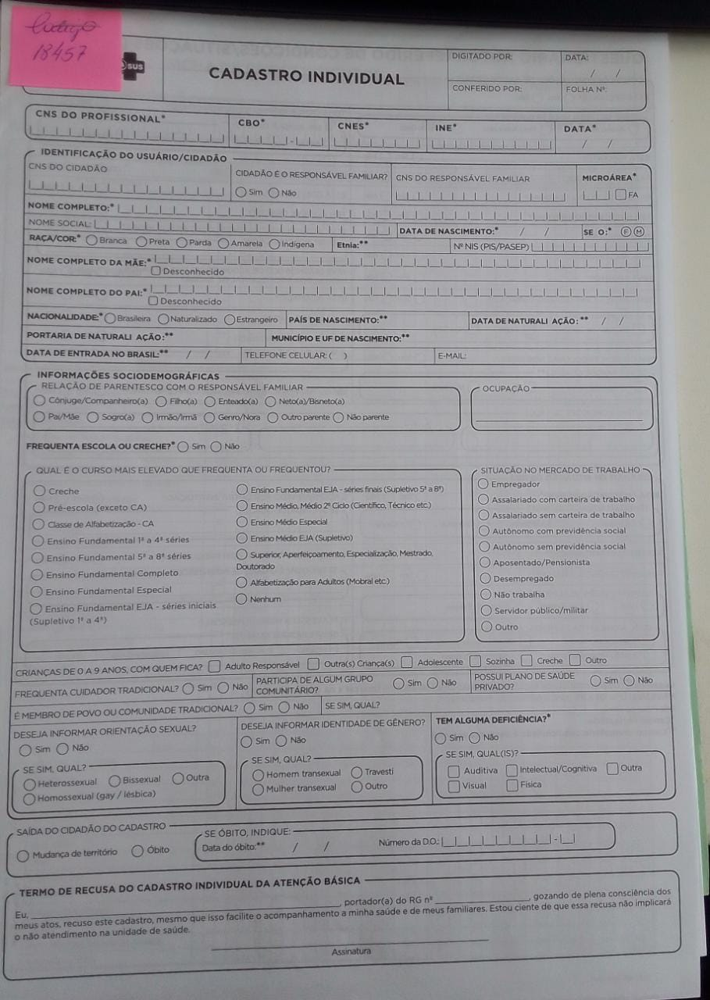 Código
18457
SUS
CADASTRO INDIVIDUAL
DIGITADO POR:
DATA:
/ /
CONFERIDO POR:
FOLHA Nº:
CNS DO PROFISSIONAL*
CBO*
CNES*
INE*
DATA*
/ /
IDENTIFICAÇÃO DO USUÁRIO/CIDADÃO
CNS DO CIDADÃO
CIDADÃO É O RESPONSÁVEL FAMILIAR?
Sim Não
CNS DO RESPONSÁVEL FAMILIAR
MICROÁREA*
FA
NOME COMPLETO:*
NOME SOCIAL:
DATA DE NASCIMENTO:* / /
SE O:* F M
RAÇA/COR:* Branca Preta Parda Amarela Indígena
Etnia:**
Nº NIS (PIS/PASEP)
NOME COMPLETO DA MÃE:*
Desconhecido
NOME COMPLETO DO PAI:*
Desconhecido
NACIONALIDADE:* Brasileira Naturalizado Estrangeiro
PAÍS DE NASCIMENTO:**
DATA DE NATURALI AÇÃO:** / /
PORTARIA DE NATURALI AÇÃO:**
MUNICÍPIO E UF DE NASCIMENTO:**
DATA DE ENTRADA NO BRASIL:** / /
TELEFONE CELULAR: ( )
E-MAIL:
INFORMAÇÕES SOCIODEMOGRÁFICAS
RELAÇÃO DE PARENTESCO COM O RESPONSÁVEL FAMILIAR
Cônjuge/Companheiro(a) Filho(a) Enteado(a) Neto(a)/Bisneto(a)
Pai/Mãe Sogro(a) Irmão/Irmã Genro/Nora Outro parente Não parente
OCUPAÇÃO
FREQUENTA ESCOLA OU CRECHE?* Sim Não
QUAL É O CURSO MAIS ELEVADO QUE FREQUENTA OU FREQUENTOU?
Creche
Pré-escola (exceto CA)
Classe de Alfabetização - CA
Ensino Fundamental 1ª a 4ª séries
Ensino Fundamental 5ª a 8ª séries
Ensino Fundamental Completo
Ensino Fundamental Especial
Ensino Fundamental EJA - séries iniciais
(Supletivo 1ª a 4ª)
Ensino Fundamental EJA - séries finais (Supletivo 5ª a 8ª)
Ensino Médio, Médio 2º Ciclo (Científico, Técnico etc.)
Ensino Médio Especial
Ensino Médio EJA (Supletivo)
Superior, Aperfeiçoamento, Especialização, Mestrado,
Doutorado
Alfabetização para Adultos (Mobral etc.)
Nenhum
SITUAÇÃO NO MERCADO DE TRABALHO
Empregador
Assalariado com carteira de trabalho
Assalariado sem carteira de trabalho
Autônomo com previdência social
Autônomo sem previdência social
Aposentado/Pensionista
Desempregado
Não trabalha
Servidor público/militar
Outro
CRIANÇAS DE 0 A 9 ANOS, COM QUEM FICA? Adulto Responsável Outra(s) Criança(s) Adolescente Sozinha Creche Outro
FREQUENTA CUIDADOR TRADICIONAL? Sim Não
PARTICIPA DE ALGUM GRUPO
COMUNITÁRIO? Sim Não
POSSUI PLANO DE SAÚDE
PRIVADO? Sim Não
É MEMBRO DE POVO OU COMUNIDADE TRADICIONAL? Sim Não
SE SIM, QUAL?
DESEJA INFORMAR ORIENTAÇÃO SEXUAL?
Sim Não
SE SIM, QUAL?
Heterossexual Bissexual Outra
Homossexual (gay / lésbica)
DESEJA INFORMAR IDENTIDADE DE GÊNERO?
Sim Não
SE SIM, QUAL?
Homem transexual Travesti
Mulher transexual Outro
TEM ALGUMA DEFICIÊNCIA?*
Sim Não
SE SIM, QUAL(IS)?
Auditiva Intelectual/Cognitiva Outra
Visual Física
SAÍDA DO CIDADÃO DO CADASTRO
Mudança de território Óbito
SE ÓBITO, INDIQUE:
Data do óbito:** / /
Número da D.O.: -
TERMO DE RECUSA DO CADASTRO INDIVIDUAL DA ATENÇÃO BÁSICA
Eu, , portador(a) do RG nº , gozando de plena consciência dos
meus atos, recuso este cadastro, mesmo que isso facilite o acompanhamento a minha saúde e de meus familiares. Estou ciente de que essa recusa não implicará
o não atendimento na unidade de saúde.
Assinatura